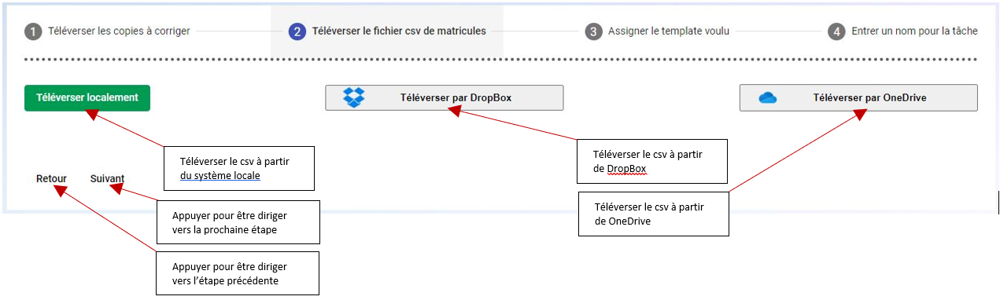 1 Téléverser les copies à corriger 2 Téléverser le fichier csv de matricules 3 Assigner le template voulu 4 Entrer un nom pour la tâche
Téléverser localement Téléverser par DropBox Téléverser par OneDrive
Téléverser le csv à partir
du système locale
Téléverser le csv à partir
de DropBox
Retour Suivant
Téléverser le csv à partir
de OneDrive
Appuyer pour être diriger
vers la prochaine étape
Appuyer pour être diriger
vers l’étape précédente